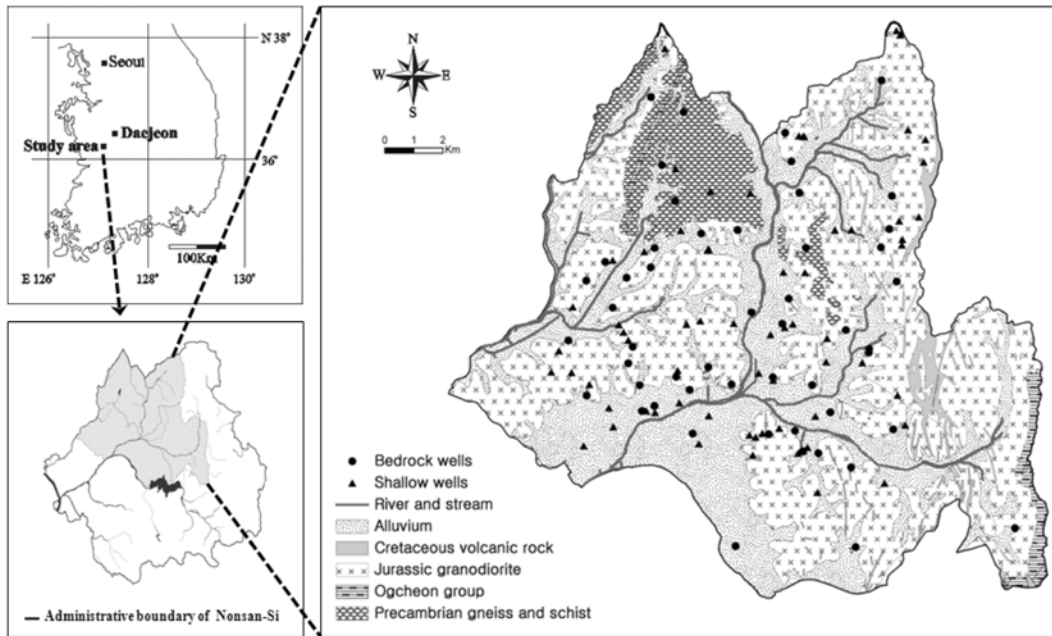 N 38°
Seoul
Daejeon
Study area
36°
100Km
E 126°
128°
130°
Administrative boundary of Nonsan-Si
N
W
E
S
0 1 2
Km
Bedrock wells
Shallow wells
River and stream
Alluvium
Cretaceous volcanic rock
Jurassic granodiorite
Ogcheon group
Precambrian gneiss and schist